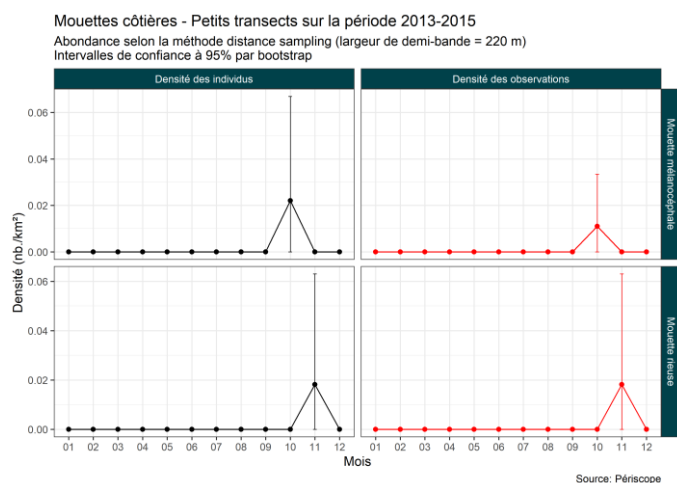 Mouettes côtières - Petits transects sur la période 2013-2015
Abondance selon la méthode distance sampling (largeur de demi-bande = 220 m)
Intervalles de confiance à 95% par bootstrap
Densité des individus
Densité des observations
0.06
0.04
0.02
0.00
Mouette mélanocéphale
0.06
0.04
0.02
0.00
Mouette rieuse
Densité (nb./km²)
01 02 03 04 05 06 07 08 09 10 11 12
01 02 03 04 05 06 07 08 09 10 11 12
Mois
Source: Périscope